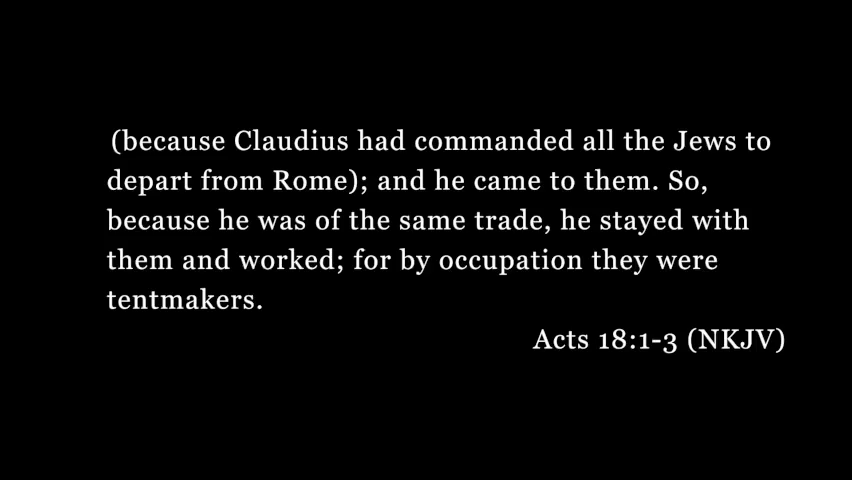 (because Claudius had commanded all the Jews to
depart from Rome); and he came to them. So,
because he was of the same trade, he stayed with
them and worked; for by occupation they were
tentmakers.
Acts 18:1-3 (NKJV)